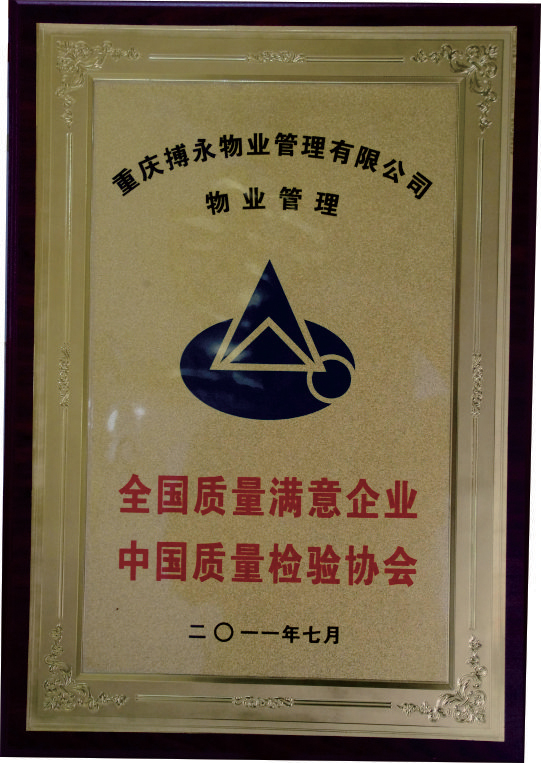 重庆搏永物业管理有限公司
物业管理
全国质量满意企业
中国质量检验协会
二〇一一年七月